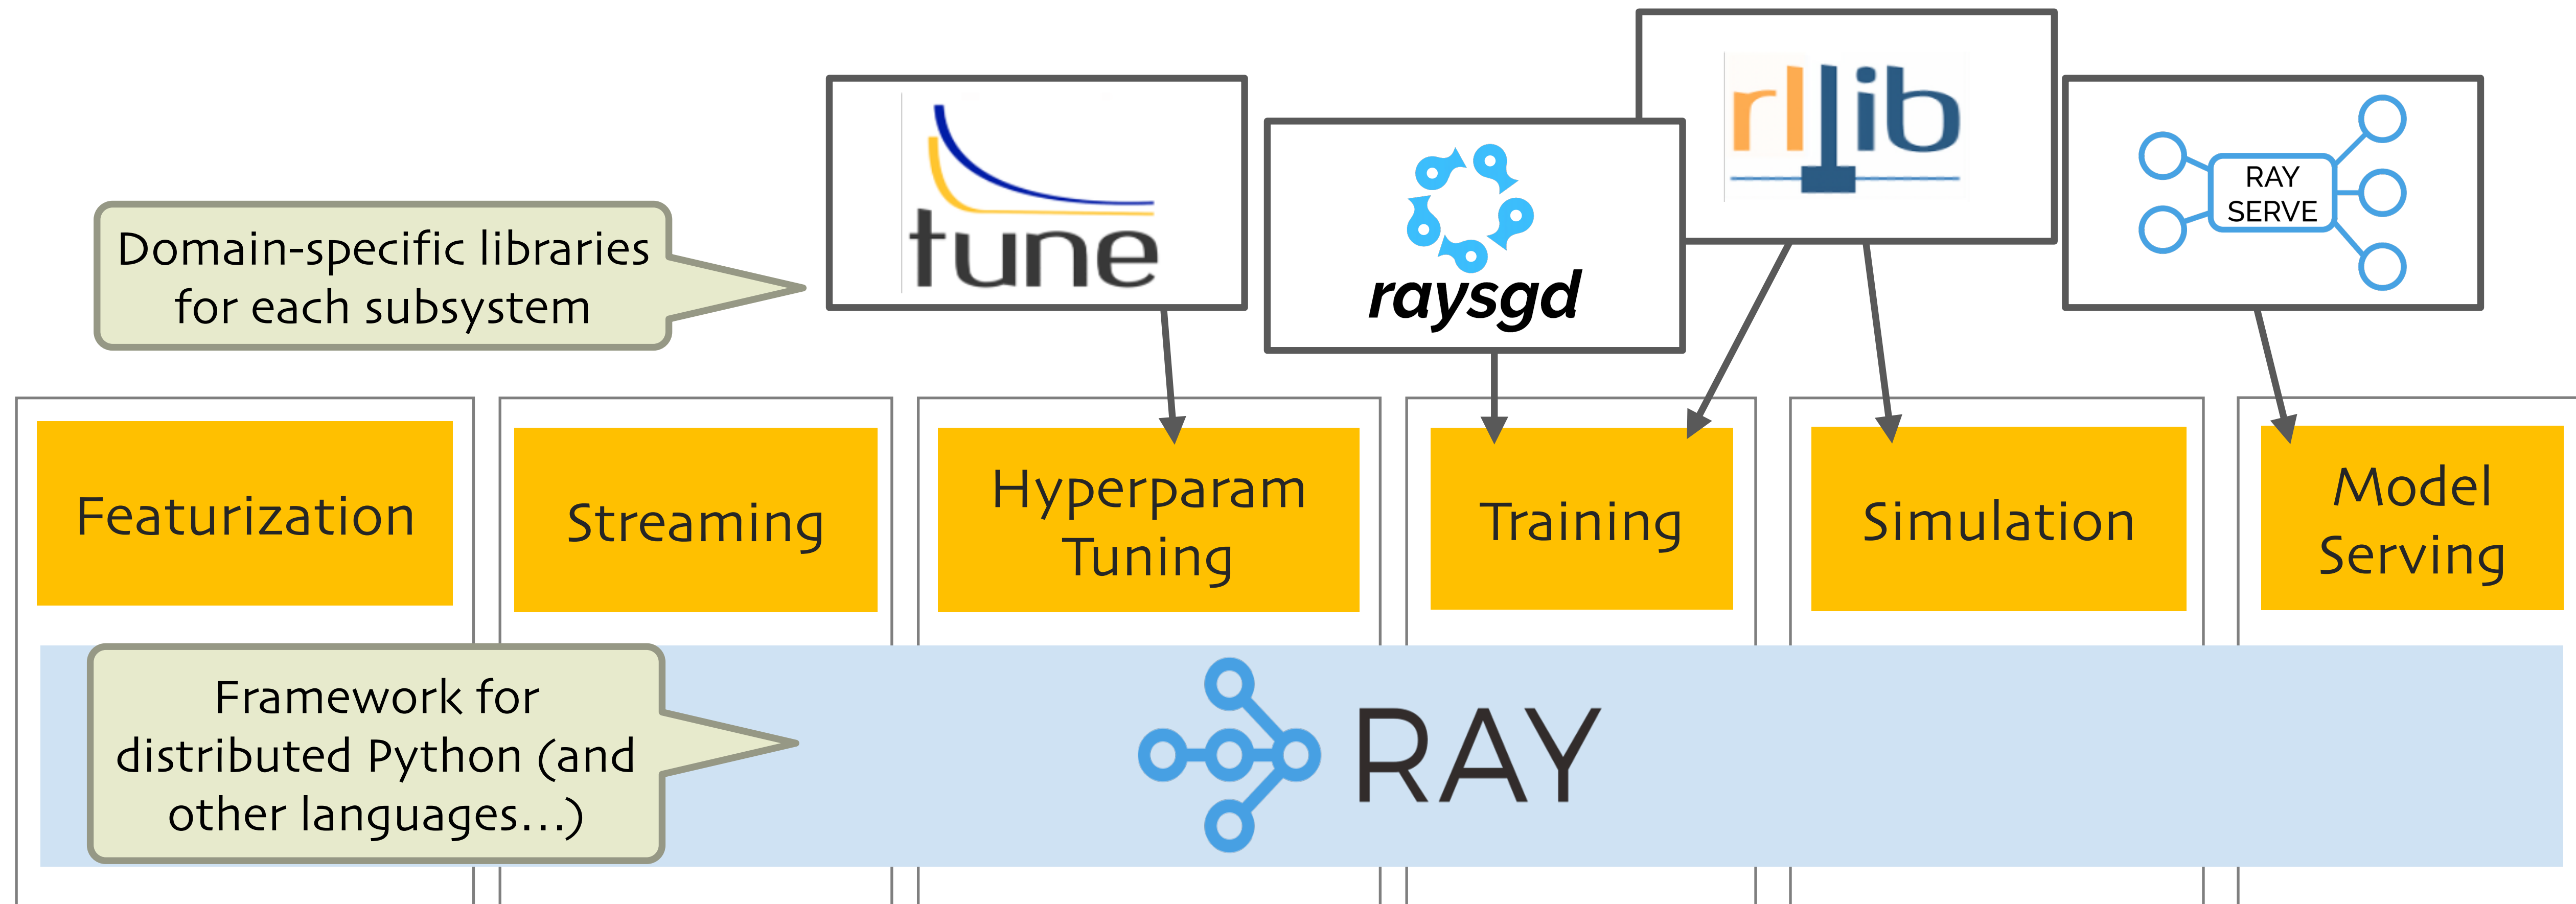 tune
raysgd
rllib
RAY
SERVE
Domain-specific libraries
for each subsystem
Featurization
Streaming
Hyperparam
Tuning
Training
Simulation
Model
Serving
Framework for
distributed Python (and
other languages...)
RAY